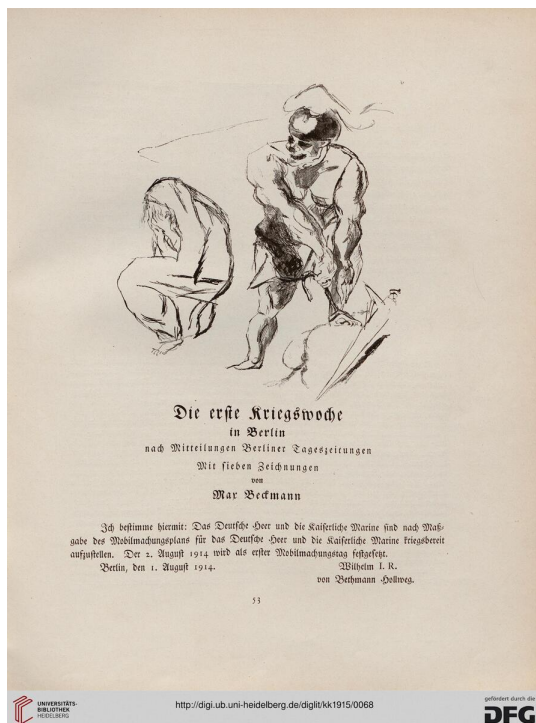 Die erste Kriegswoche
in Berlin
nach Mitteilungen Berliner Tageszeitungen
Mit sieben Zeichnungen
von
Max Beckmann
Ich bestimme hiermit: Das Deutsche Heer und die Kaiserliche Marine sind nach Maß-
gabe des Mobilmachungsplans für das Deutsche Heer und die Kaiserliche Marine kriegsbereit
aufzustellen. Der 2. August 1914 wird als erster Mobilmachungstag festgesetzt.
Berlin, den 1. August 1914. Wilhelm I. R.
von Bethmann Hollweg.
53
UNIVERSITÄTS-
BIBLIOTHEK
HEIDELBERG
http://digi.ub.uni-heidelberg.de/diglit/kk1915/0068
gefördert durch die
DFG